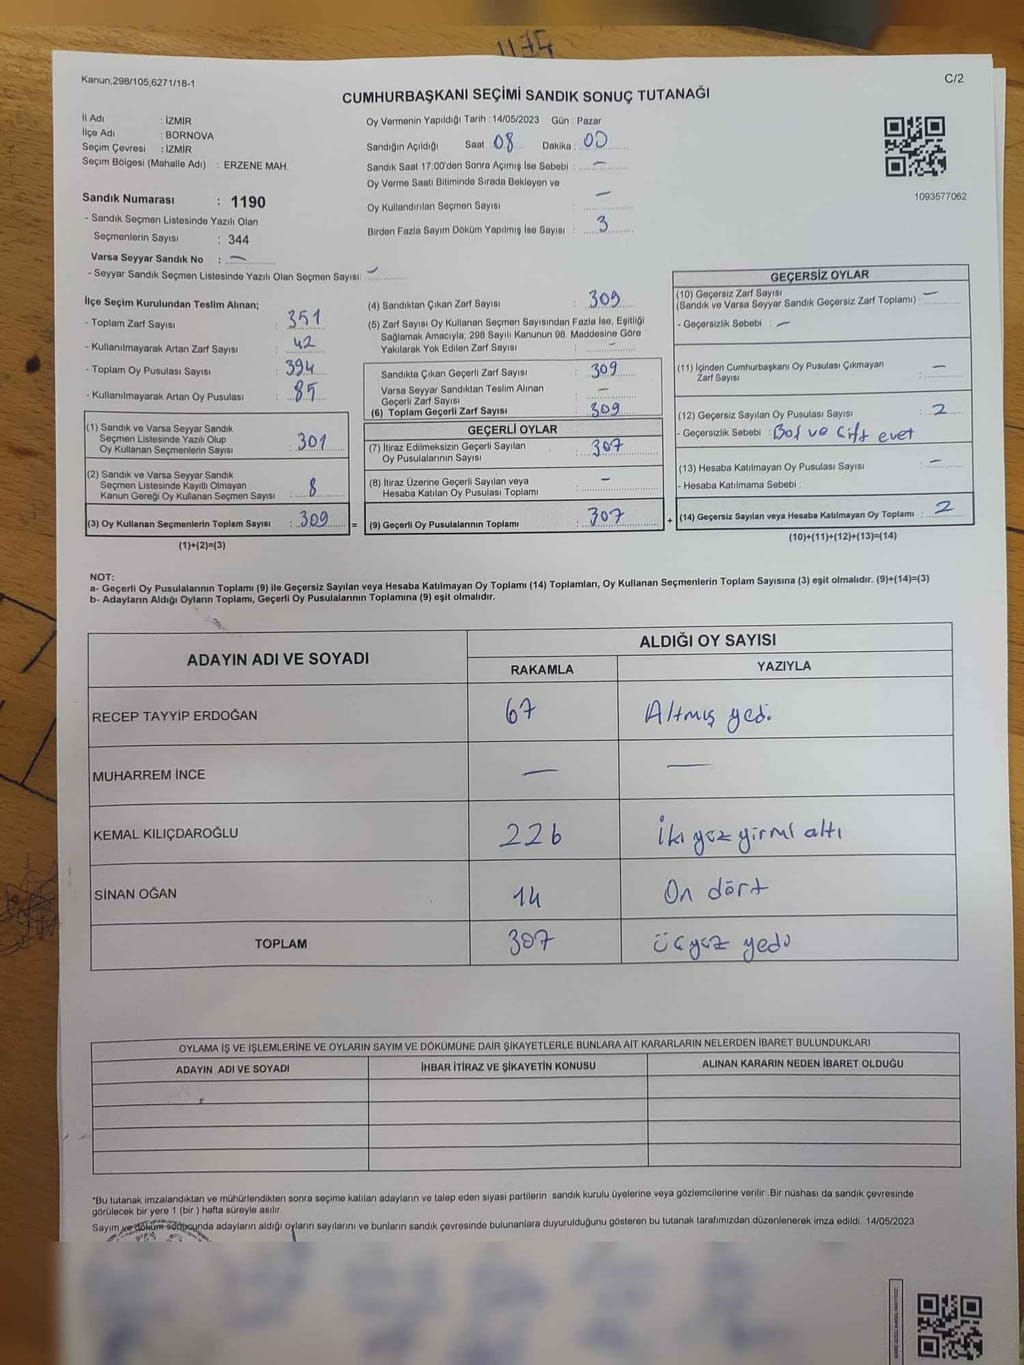 1174
Kanun,298/105,6271/18-1
C/2
CUMHURBAŞKANI SEÇİMİ SANDIK SONUÇ TUTANAĞI
İl Adı : İZMİR
İlçe Adı : BORNOVA
Seçim Çevresi : İZMİR
Seçim Bölgesi (Mahalle Adı) : ERZENE MAH.
Oy Vermenin Yapıldığı Tarih : 14/05/2023 Gün : Pazar
Sandığın Açıldığı Saat : 08 Dakika : 00
Sandık Saat 17:00'den Sonra Açımış İse Sebebi : –
Oy Verme Saati Bitiminde Sırada Bekleyen ve
Oy Kullandırılan Seçmen Sayısı : –
Birden Fazla Sayım Döküm Yapılmış İse Sayısı : 3
1093577062
Sandık Numarası : 1190
- Sandık Seçmen Listesinde Yazılı Olan
Seçmenlerin Sayısı : 344
Varsa Seyyar Sandık No : –
- Seyyar Sandık Seçmen Listesinde Yazılı Olan Seçmen Sayısı: –
İlçe Seçim Kurulundan Teslim Alınan;
- Toplam Zarf Sayısı : 351
- Kullanılmayarak Artan Zarf Sayısı : 42
- Toplam Oy Pusulası Sayısı : 394
- Kullanılmayarak Artan Oy Pusulası : 85
(1) Sandık ve Varsa Seyyar Sandık
Seçmen Listesinde Yazılı Olup
Oy Kullanan Seçmenlerin Sayısı : 301
(2) Sandık ve Varsa Seyyar Sandık
Seçmen Listesinde Kayıtlı Olmayan
Kanun Gereği Oy Kullanan Seçmen Sayısı : 8
(3) Oy Kullanan Seçmenlerin Toplam Sayısı : 309 =
(1)+(2)=(3)
(4) Sandıktan Çıkan Zarf Sayısı : 309
(5) Zarf Sayısı Oy Kullanan Seçmen Sayısından Fazla İse, Eşitliği
Sağlamak Amacıyla; 298 Sayılı Kanunun 98. Maddesine Göre
Yakılarak Yok Edilen Zarf Sayısı : –
Sandıkta Çıkan Geçerli Zarf Sayısı : 309
Varsa Seyyar Sandıktan Teslim Alınan
Geçerli Zarf Sayısı : –
(6) Toplam Geçerli Zarf Sayısı : 309
GEÇERLİ OYLAR
(7) İtiraz Edilmeksizin Geçerli Sayılan
Oy Pusulalarının Sayısı : 307
(8) İtiraz Üzerine Geçerli Sayılan veya
Hesaba Katılan Oy Pusulası Toplamı : –
(9) Geçerli Oy Pusulalarının Toplamı : 307 +
GEÇERSİZ OYLAR
(10) Geçersiz Zarf Sayısı
(Sandık ve Varsa Seyyar Sandık Geçersiz Zarf Toplamı) : –
- Geçersizlik Sebebi : –
(11) İçinden Cumhurbaşkanı Oy Pusulası Çıkmayan
Zarf Sayısı : –
(12) Geçersiz Sayılan Oy Pusulası Sayısı : 2
- Geçersizlik Sebebi : Boş ve Çift evet
(13) Hesaba Katılmayan Oy Pusulası Sayısı : –
- Hesaba Katılmama Sebebi :
(14) Geçersiz Sayılan veya Hesaba Katılmayan Oy Toplamı : 2
(10)+(11)+(12)+(13)=(14)
NOT:
a- Geçerli Oy Pusulalarının Toplamı (9) ile Geçersiz Sayılan veya Hesaba Katılmayan Oy Toplamı (14) Toplamları, Oy Kullanan Seçmenlerin Toplam Sayısına (3) eşit olmalıdır. (9)+(14)=(3)
b- Adayların Aldığı Oyların Toplamı, Geçerli Oy Pusulalarının Toplamına (9) eşit olmalıdır.
ADAYIN ADI VE SOYADI ALDIĞI OY SAYISI
RAKAMLA YAZIYLA
RECEP TAYYİP ERDOĞAN 67 Altmış yedi
MUHARREM İNCE – –
KEMAL KILIÇDAROĞLU 226 İki yüz yirmi altı
SİNAN OĞAN 14 On dört
TOPLAM 307 üçyüz yedi
OYLAMA İŞ VE İŞLEMLERİNE VE OYLARIN SAYIM VE DÖKÜMÜNE DAİR ŞİKAYETLERLE BUNLARA AİT KARARLARIN NELERDEN İBARET BULUNDUKLARI
ADAYIN ADI VE SOYADI İHBAR İTİRAZ VE ŞİKAYETİN KONUSU ALINAN KARARIN NEDEN İBARET OLDUĞU
*Bu tutanak imzalandıktan ve mühürlendikten sonra seçime katılan adayların ve talep eden siyasi partilerin sandık kurulu üyelerine veya gözlemcilerine verilir. Bir nüshası da sandık çevresinde
görülecek bir yere 1 (bir ) hafta süreyle asılır.
Sayım ve döküm sonucunda adayların aldığı oyların sayılarını ve bunların sandık çevresinde bulunanlara duyurulduğunu gösteren bu tutanak tarafımızdan düzenlenerek imza edildi. 14/05/2023